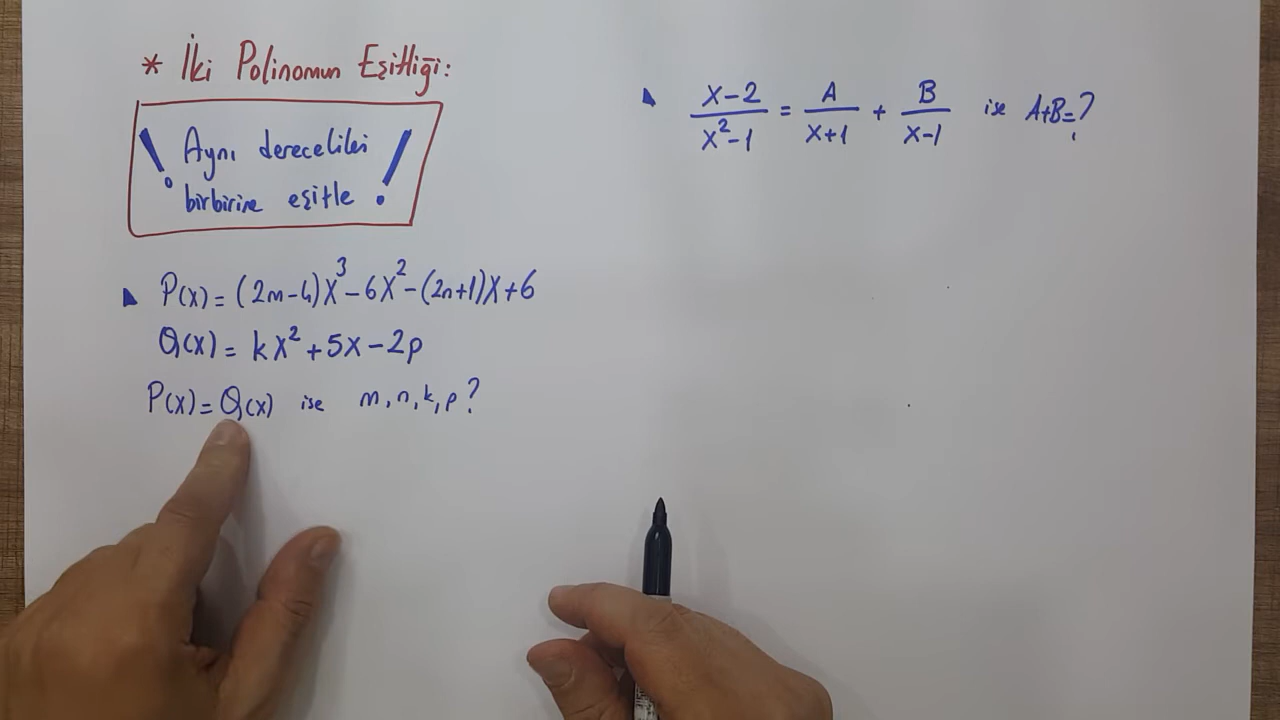 * İki Polinomun Eşitliği:
! Aynı derecelileri
birbirine eşitle !
P(x) = (2m-4)x³-6x²-(2n+1)x+6
Q(x) = kx²+5x-2p
P(x) = Q(x) ise m, n, k, p ?
(x-2)/(x²-1) = A/(x+1) + B/(x-1) ise A+B=?